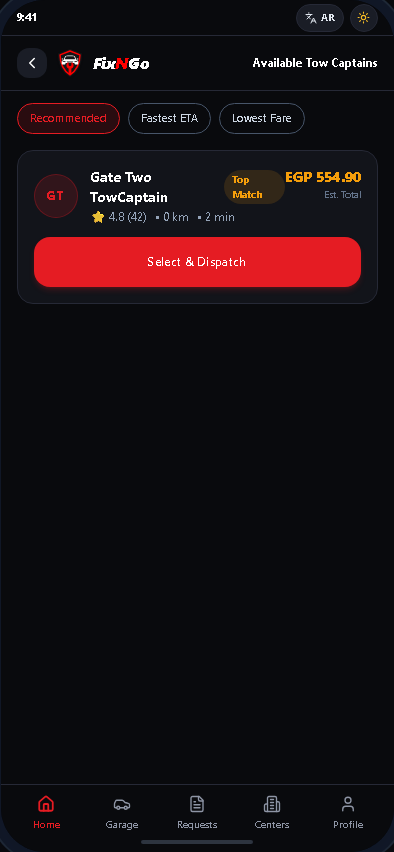 9:41
AR
FixNGo
Available Tow Captains
Recommended
Fastest ETA
Lowest Fare
GT
Gate Two
TowCaptain
Top
Match
EGP 554.90
Est. Total
4.8 (42) • 0 km • 2 min
Select & Dispatch
Home
Garage
Requests
Centers
Profile